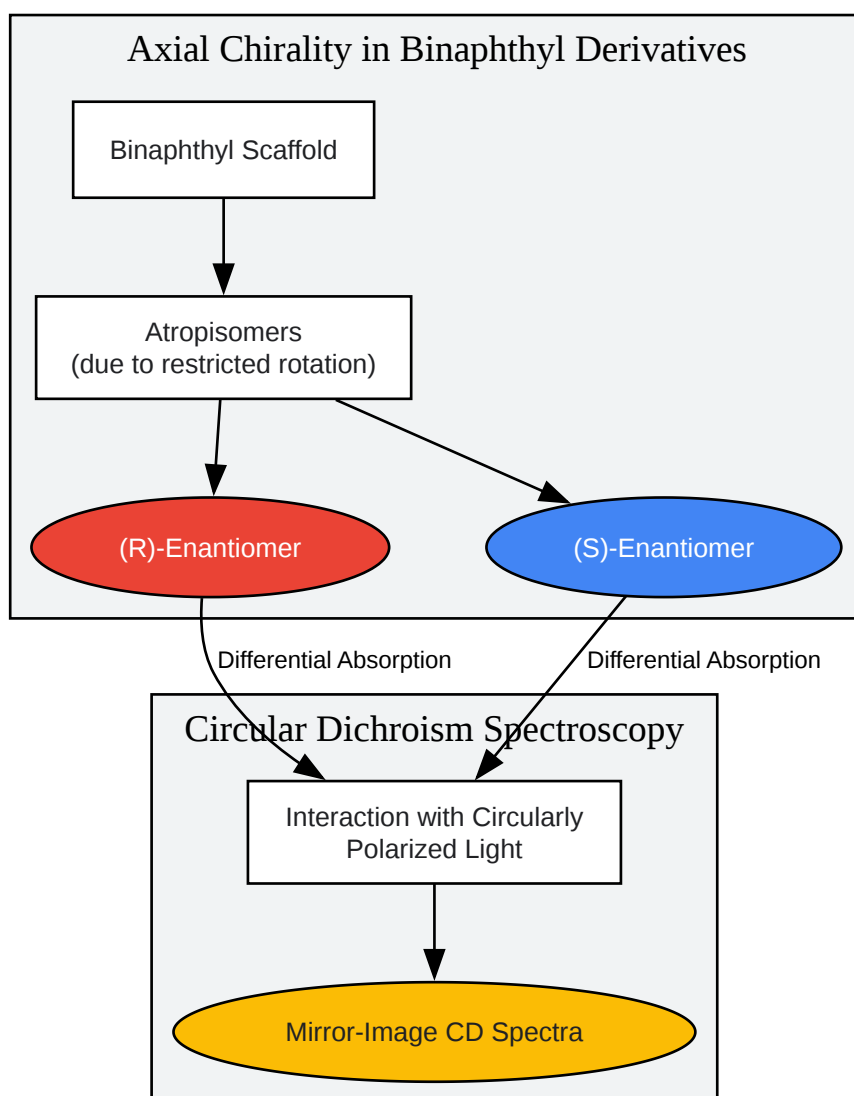 Axial Chirality in Binaphthyl Derivatives
Binaphthyl Scaffold
Atropisomers
(due to restricted rotation)
(R)-Enantiomer
(S)-Enantiomer
Differential Absorption
Differential Absorption
Circular Dichroism Spectroscopy
Interaction with Circularly
Polarized Light
Mirror-Image CD Spectra